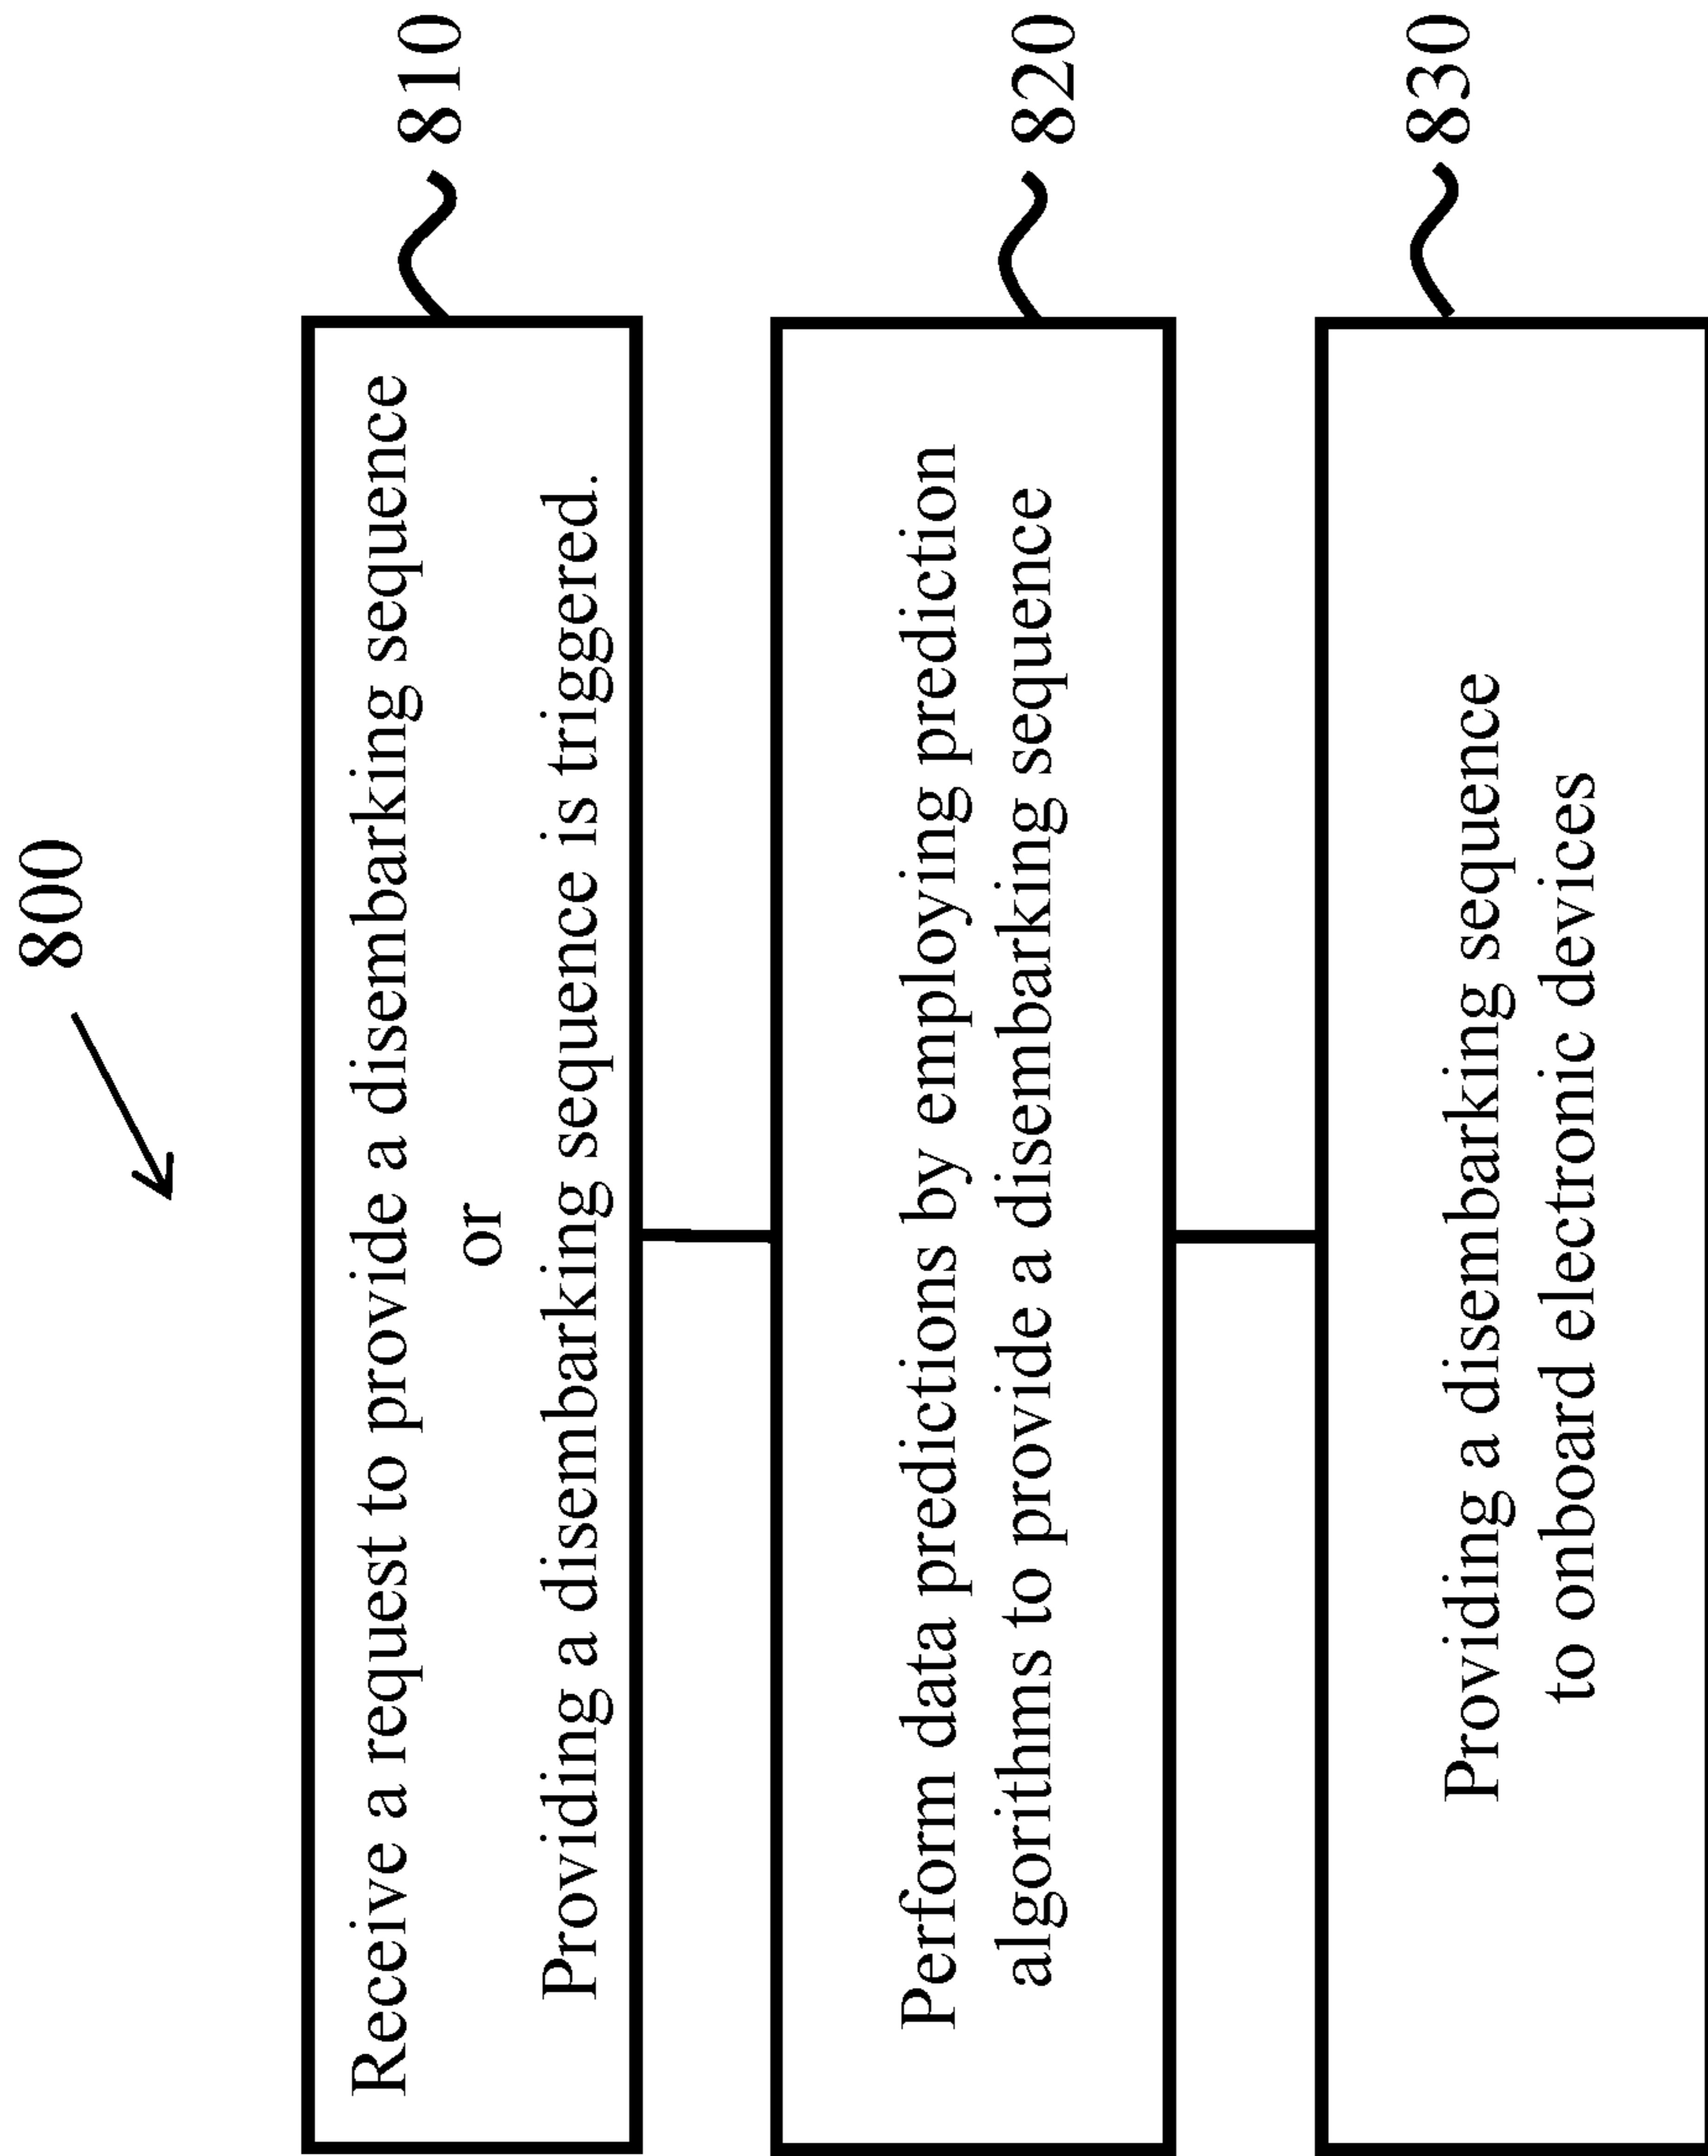 800
Receive a request to provide a disembarking sequence
or
Providing a disembarking sequence is triggered.
810
Perform data predictions by employing prediction
algorithms to provide a disembarking sequence
820
Providing a disembarking sequence
to onboard electronic devices
830